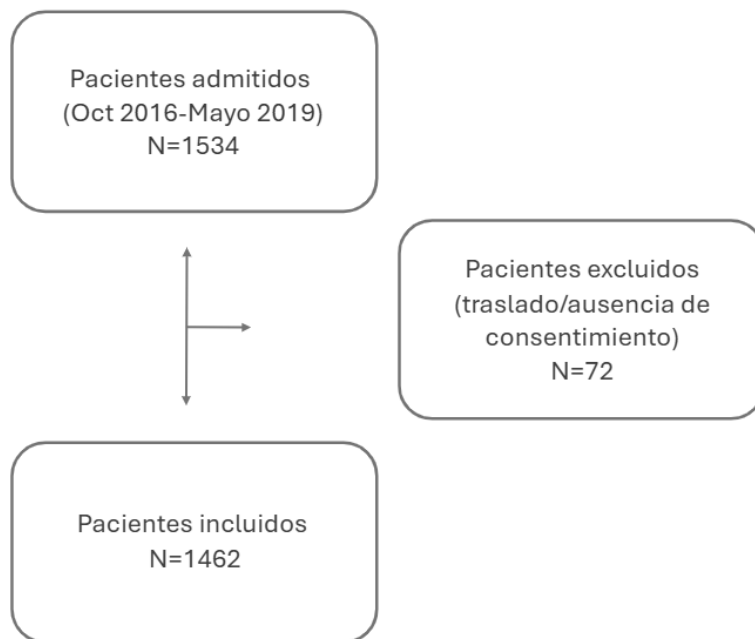 Pacientes admitidos
(Oct 2016-Mayo 2019)
N=1534
Pacientes excluidos
(traslado/ausencia de
consentimiento)
N=72
Pacientes incluidos
N=1462